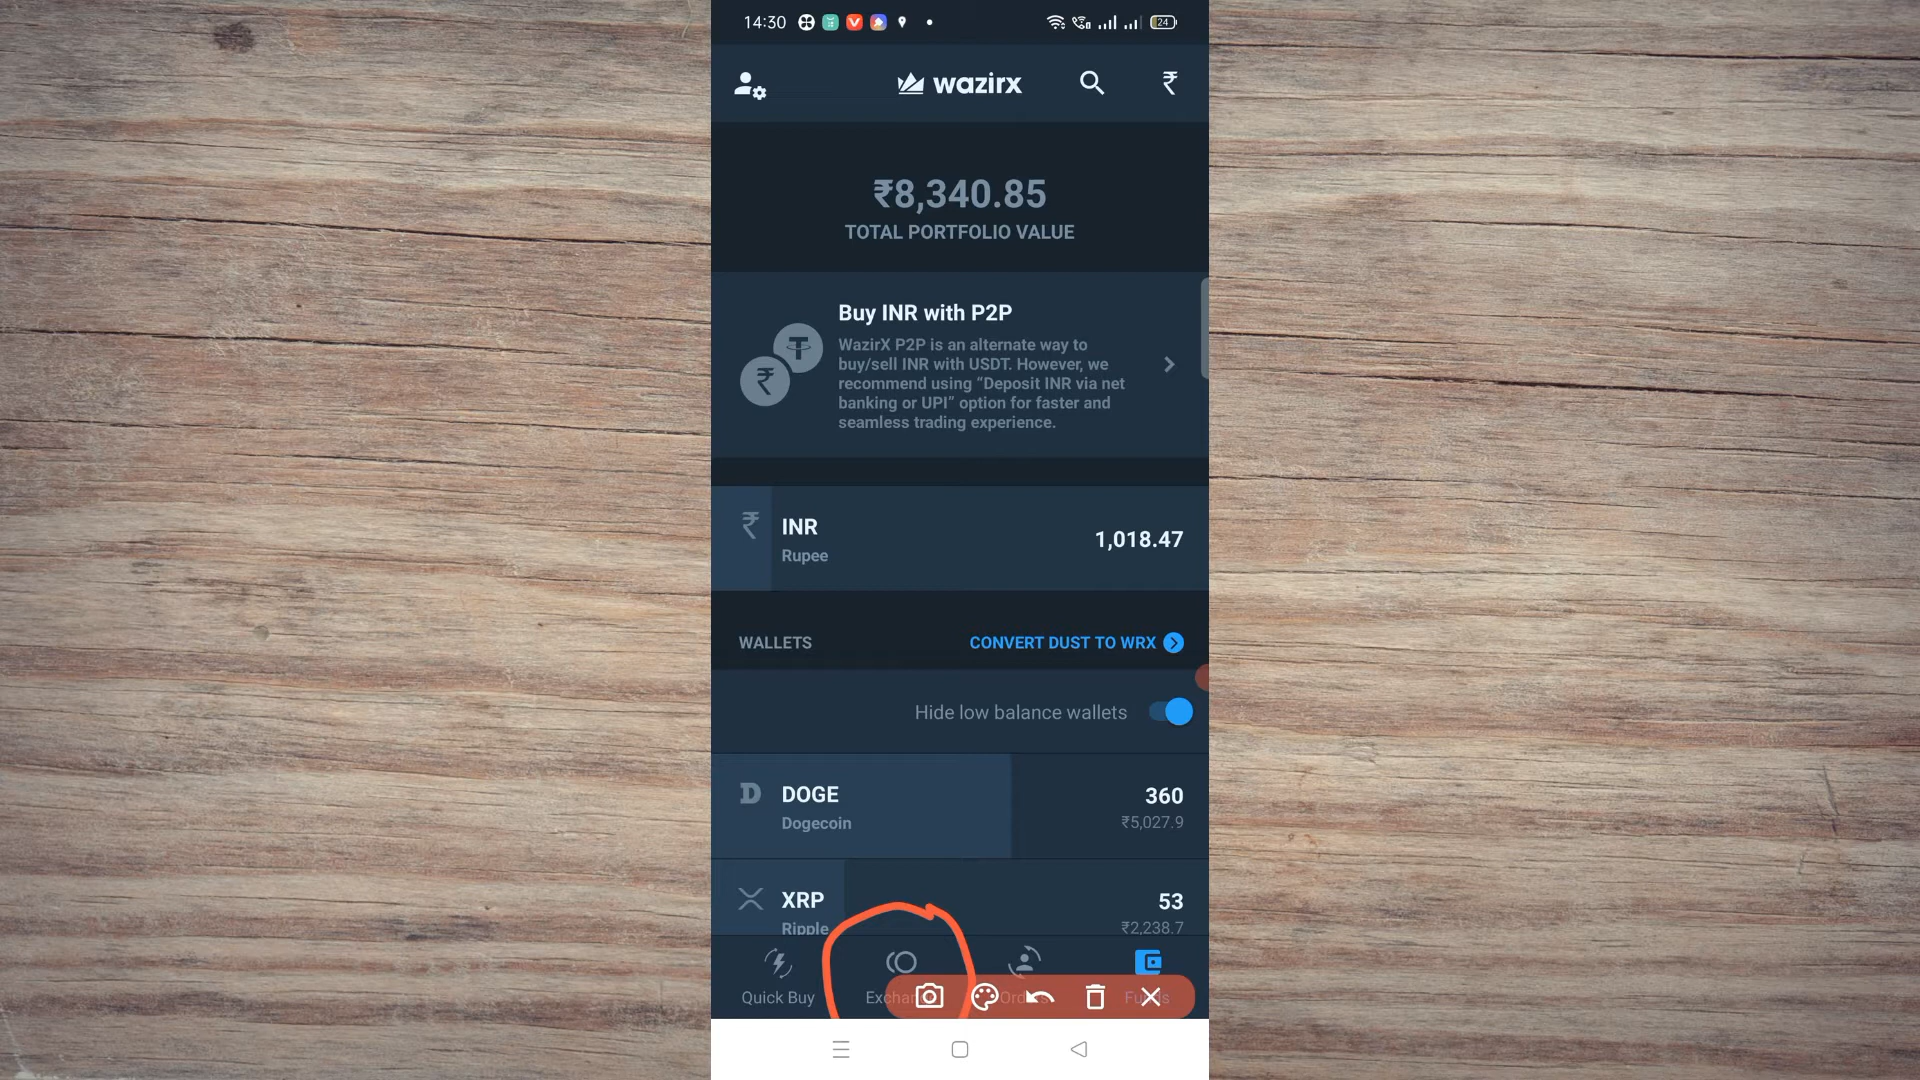 14:30
24
wazirx
₹
₹8,340.85
TOTAL PORTFOLIO VALUE
Buy INR with P2P
WazirX P2P is an alternate way to
buy/sell INR with USDT. However, we
recommend using “Deposit INR via net
banking or UPI” option for faster and
seamless trading experience.
₹
INR
1,018.47
Rupee
WALLETS
CONVERT DUST TO WRX
Hide low balance wallets
DOGE
360
Dogecoin
₹5,027.9
XRP
53
Ripple
₹2,238.7
Quick Buy